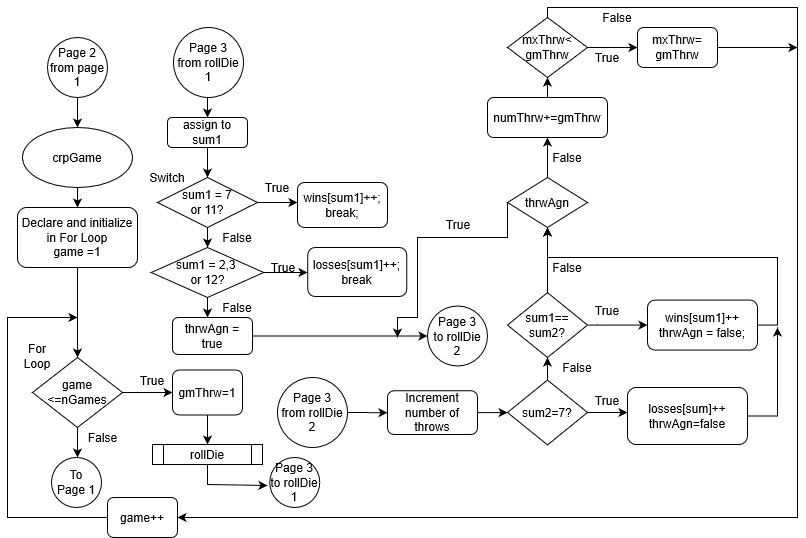 Page 2
from page
1
crpGame
Declare and initialize
in For Loop
game =1
For
Loop
game
<=nGames
True
False
To
Page 1
gmThrw=1
rollDie
Page 3
to rollDie
1
game++
Page 3
from rollDie
1
assign to
sum1
Switch
sum1 = 7
or 11?
True
wins[sum1]++;
break;
False
sum1 = 2,3
or 12?
True
losses[sum1]++;
break
False
thrwAgn =
true
Page 3
to rollDie
2
Page 3
from rollDie
2
Increment
number of
throws
sum2=7?
True
losses[sum]++
thrwAgn=false
False
sum1==
sum2?
True
wins[sum1]++
thrwAgn = false;
False
thrwAgn
True
False
numThrw+=gmThrw
mxThrw<
gmThrw
False
True
mxThrw=
gmThrw